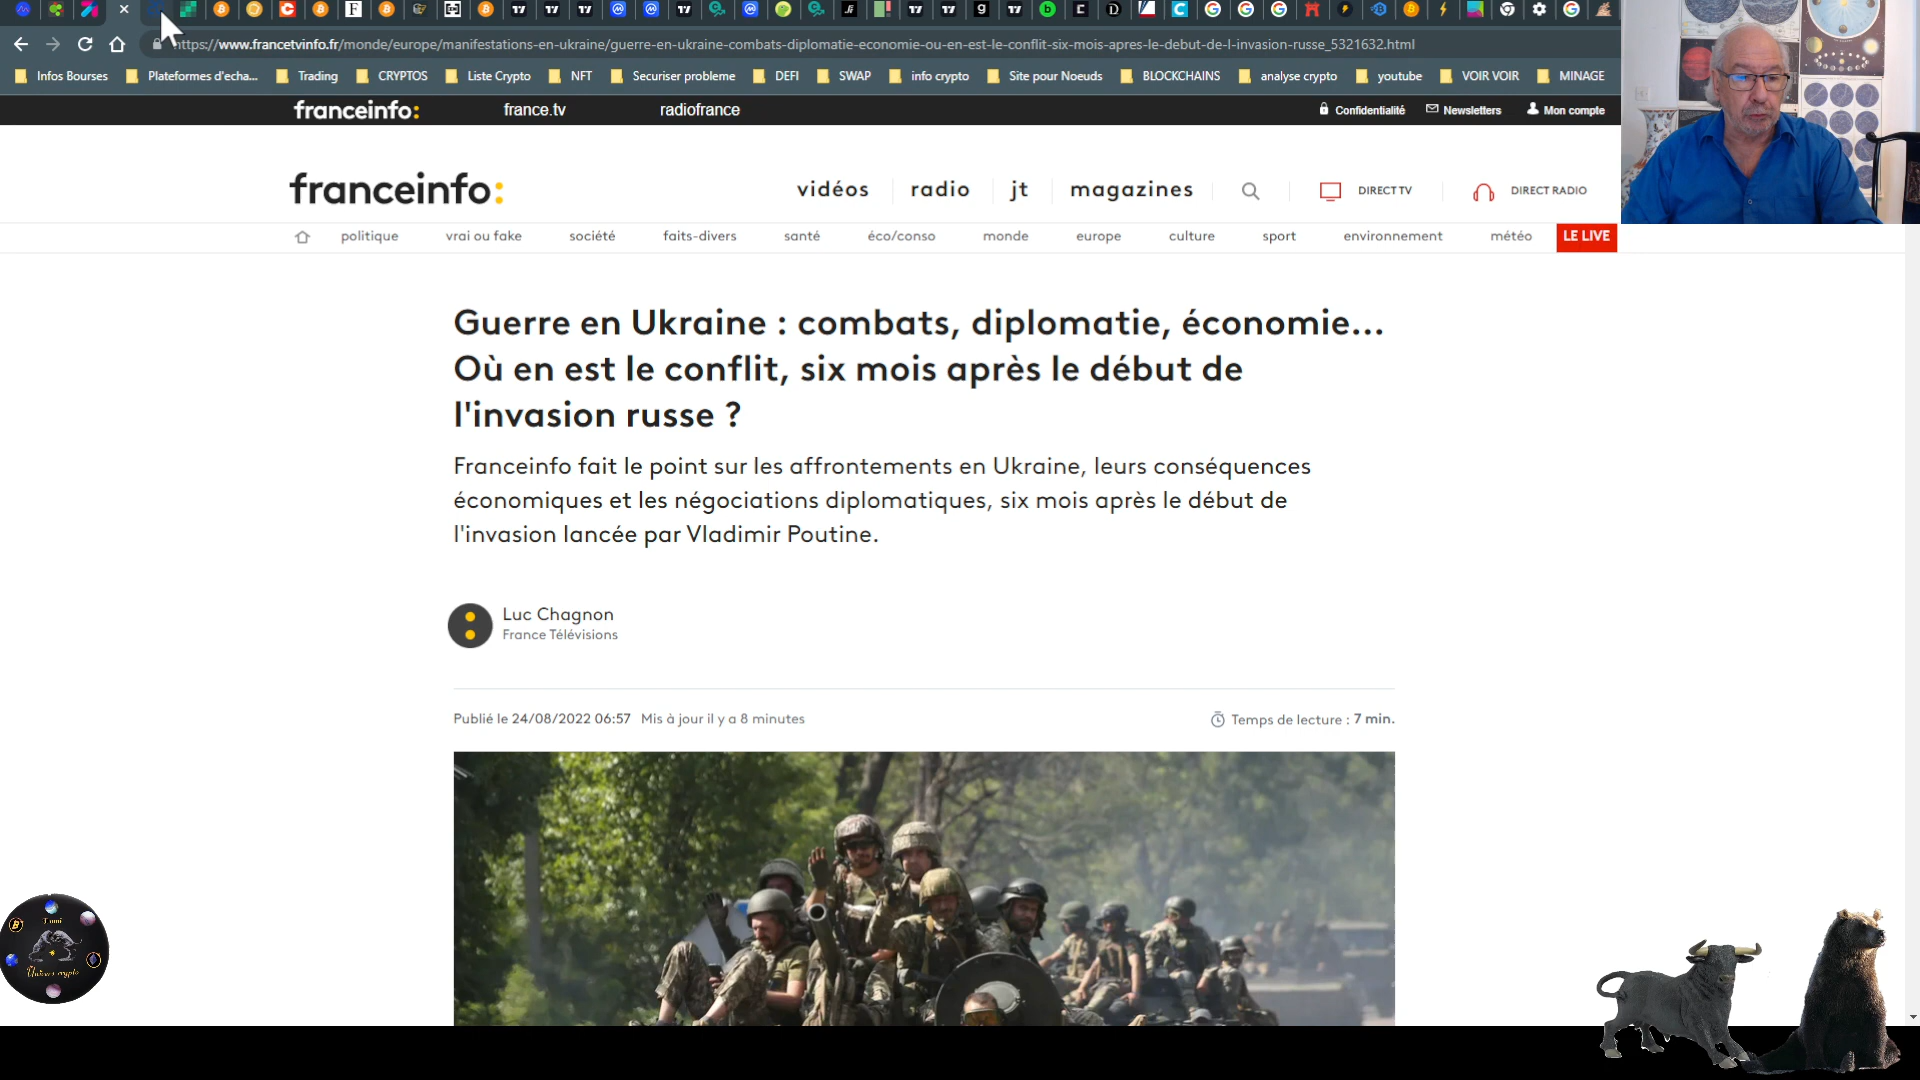 https://www.francetvinfo.fr/monde/europe/manifestations-en-ukraine/guerre-en-ukraine-combats-diplomatie-economie-ou-en-est-le-conflit-six-mois-apres-le-debut-de-l-invasion-russe_5321632.html
Infos Bourses
Plateformes d'echa...
Trading
CRYPTOS
Liste Crypto
NFT
Securiser probleme
DEFI
SWAP
info crypto
Site pour Noeuds
BLOCKCHAINS
analyse crypto
youtube
VOIR VOIR
MINAGE
franceinfo:
france.tv
radiofrance
Confidentialité
Newsletters
Mon compte
franceinfo:
vidéos
radio
jt
magazines
DIRECT TV
DIRECT RADIO
politique
vrai ou fake
société
faits-divers
santé
éco/conso
monde
europe
culture
sport
environnement
météo
LE LIVE
Guerre en Ukraine : combats, diplomatie, économie...
Où en est le conflit, six mois après le début de
l'invasion russe ?
Franceinfo fait le point sur les affrontements en Ukraine, leurs conséquences
économiques et les négociations diplomatiques, six mois après le début de
l'invasion lancée par Vladimir Poutine.
Luc Chagnon
France Télévisions
Publié le 24/08/2022 06:57 Mis à jour il y a 8 minutes
Temps de lecture : 7 min.
Univers crypto